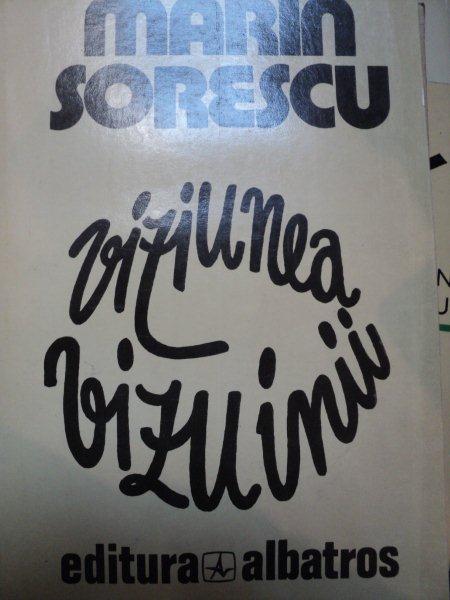 MARIN
SORESCU
viziunea
vizuinii
editura albatros
N
U